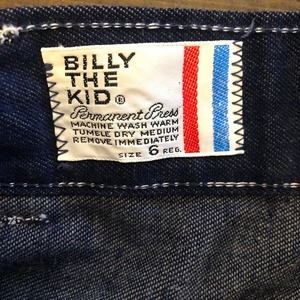 BILLY
THE
KID®
Permanent Press
MACHINE WASH WARM
TUMBLE DRY MEDIUM
REMOVE IMMEDIATELY
SIZE 6 REG.